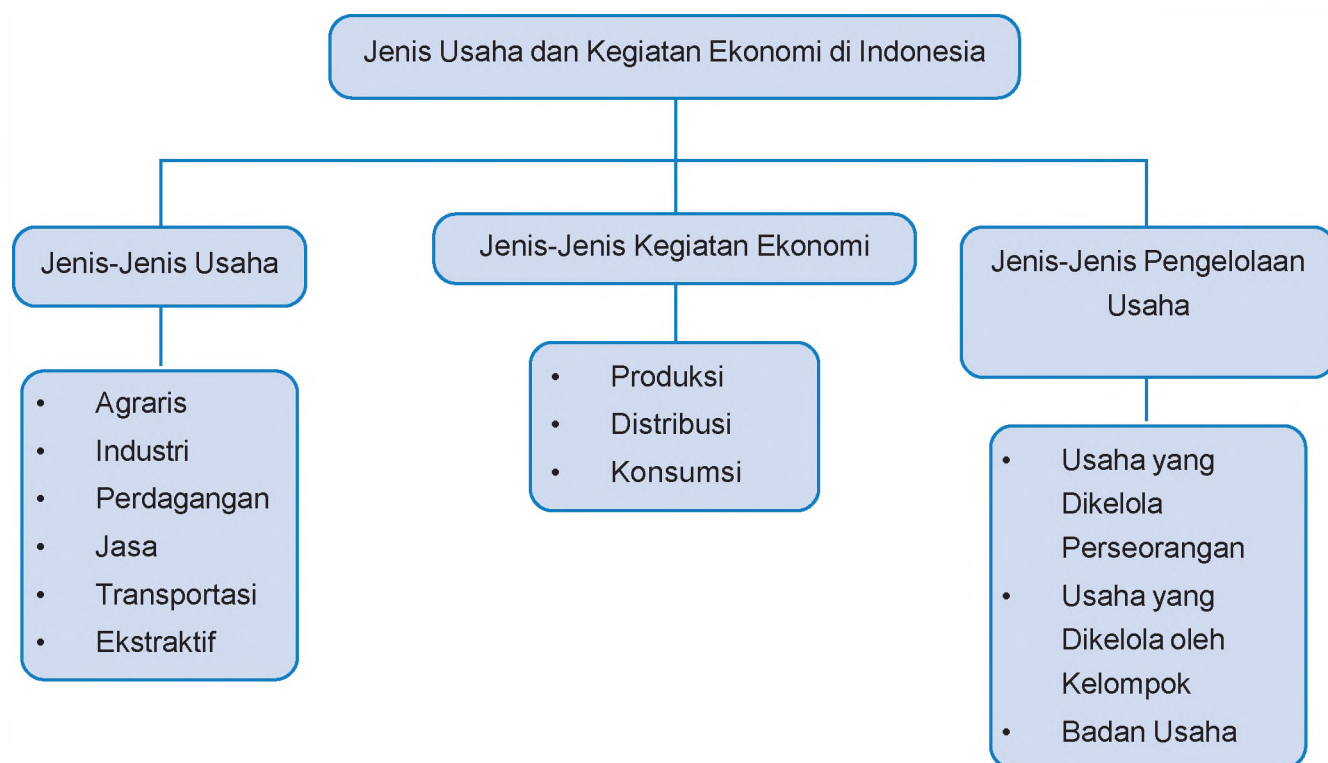 Jenis Usaha dan Kegiatan Ekonomi di Indonesia
Jenis-Jenis Usaha
• Agraris
• Industri
• Perdagangan
• Jasa
• Transportasi
• Ekstraktif
Jenis-Jenis Kegiatan Ekonomi
• Produksi
• Distribusi
• Konsumsi
Jenis-Jenis Pengelolaan
Usaha
• Usaha yang
Dikelola
Perseorangan
• Usaha yang
Dikelola oleh
Kelompok
• Badan Usaha